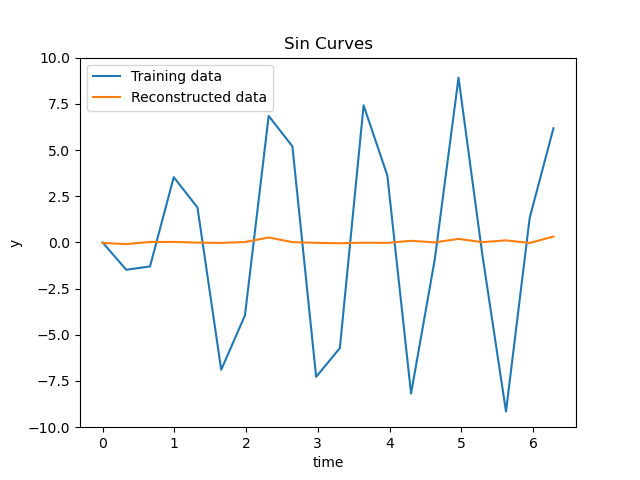 Sin Curves
Training data
Reconstructed data
10.0
7.5
5.0
2.5
0.0
−2.5
−5.0
−7.5
−10.0
y
0 1 2 3 4 5 6
time